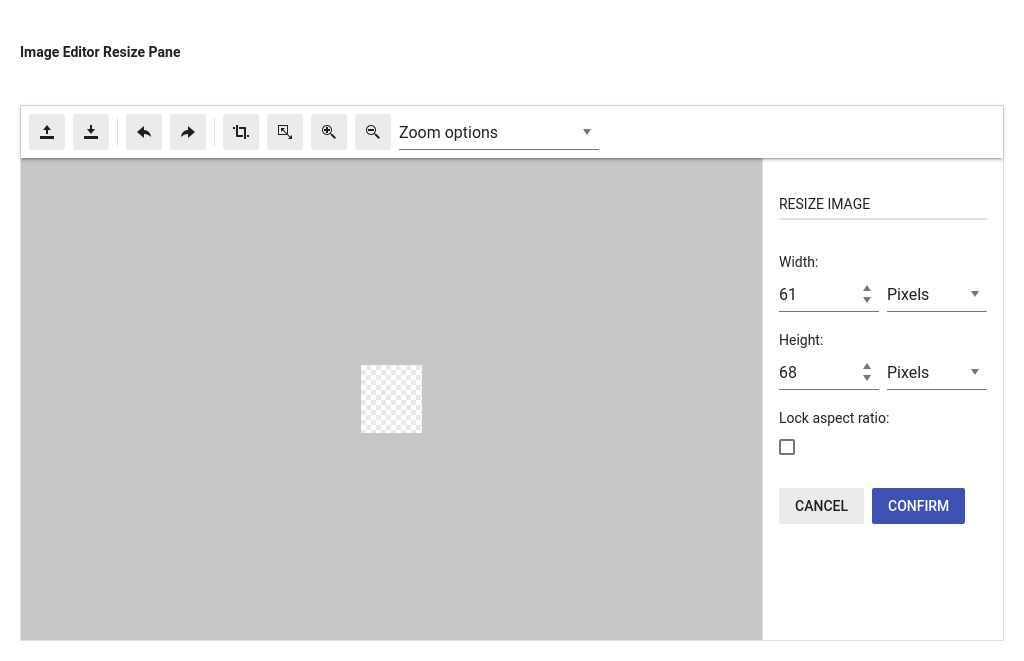 Image Editor Resize Pane
Zoom options
RESIZE IMAGE
Width:
61 Pixels
Height:
68 Pixels
Lock aspect ratio:
CANCEL CONFIRM